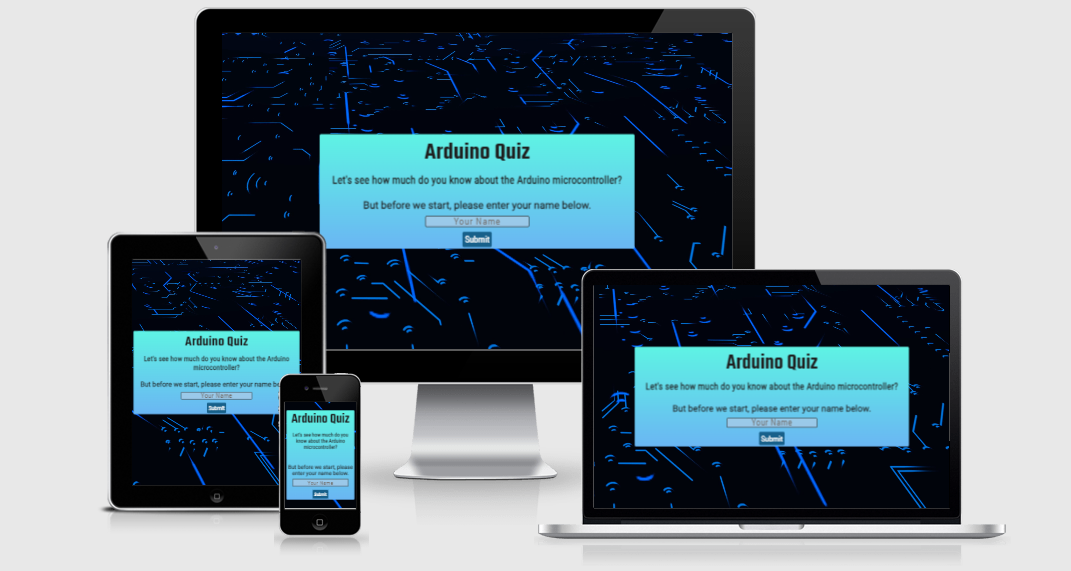 Arduino Quiz
Let's see how much do you know about the Arduino microcontroller?
But before we start, please enter your name below.
Your Name
Submit
Arduino Quiz
Let's see how much do you know about the Arduino
microcontroller?
But before we start, please enter your name
Your Name
Submit
Arduino Quiz
Let's see how much do you
know about the Arduino
microcontroller?
But before we start, please
enter your name below.
Your Name
Submit
Arduino Quiz
Let's see how much do you know about the Arduino microcontroller?
But before we start, please enter your name below.
Your Name
Submit